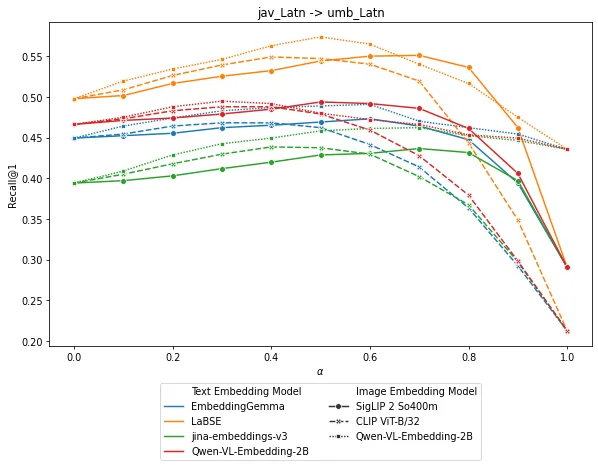 jav_Latn -> umb_Latn
Recall@1
0.55
0.50
0.45
0.40
0.35
0.30
0.25
0.20
0.0 0.2 0.4 0.6 0.8 1.0
α
Text Embedding Model Image Embedding Model
EmbeddingGemma SigLIP 2 So400m
LaBSE CLIP ViT-B/32
jina-embeddings-v3 Qwen-VL-Embedding-2B
Qwen-VL-Embedding-2B